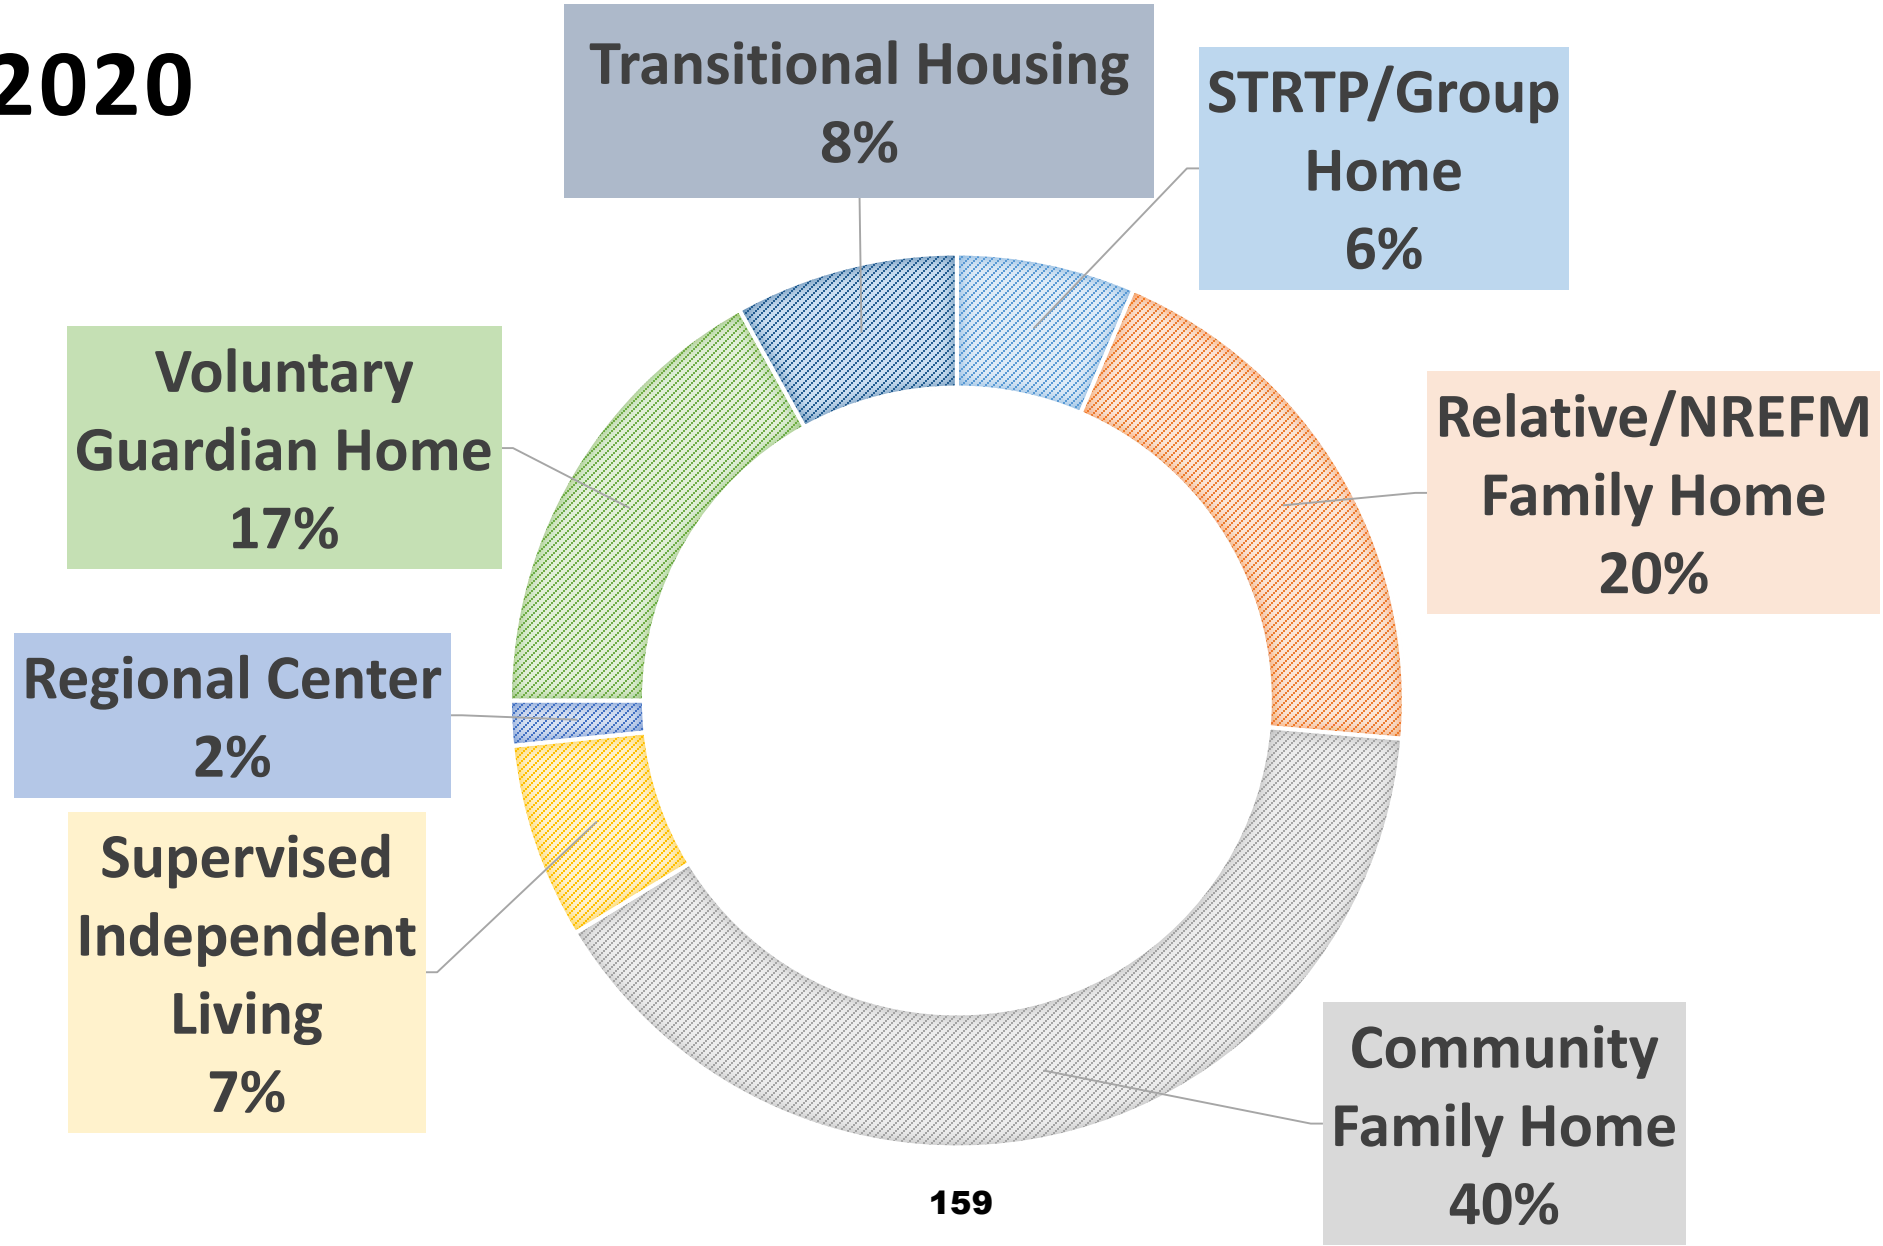 2020
Transitional Housing
8%
STRTP/Group
Home
6%
Relative/NREFM
Family Home
20%
Community
Family Home
40%
Supervised
Independent
Living
7%
Regional Center
2%
Voluntary
Guardian Home
17%
159